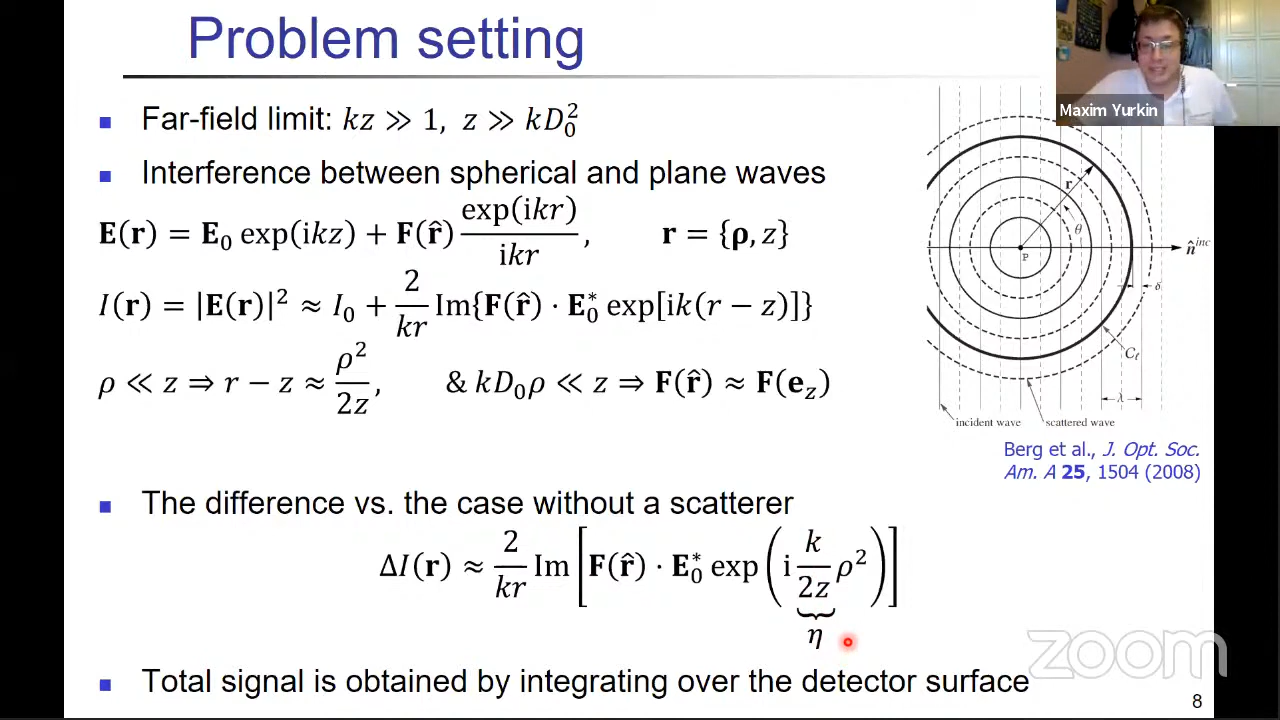 Problem setting
Maxim Yurkin
▪ Far-field limit: kz ≫ 1, z ≫ kD₀²
▪ Interference between spherical and plane waves
E(r) = E₀ exp(ikz) + F(r̂) exp(ikr)/ikr, r = {ρ, z}
I(r) = |E(r)|² ≈ I₀ + 2/kr Im{F(r̂) · E₀* exp[ik(r − z)]}
ρ ≪ z ⇒ r − z ≈ ρ²/2z, & kD₀ρ ≪ z ⇒ F(r̂) ≈ F(e_z)
r
θ
P
n̂ⁱⁿᶜ
δ
C_ℓ
λ
incident wave
scattered wave
Berg et al., J. Opt. Soc.
Am. A 25, 1504 (2008)
▪ The difference vs. the case without a scatterer
ΔI(r) ≈ 2/kr Im[F(r̂) · E₀* exp(i k/2z ρ²)]
η
zoom
▪ Total signal is obtained by integrating over the detector surface
8